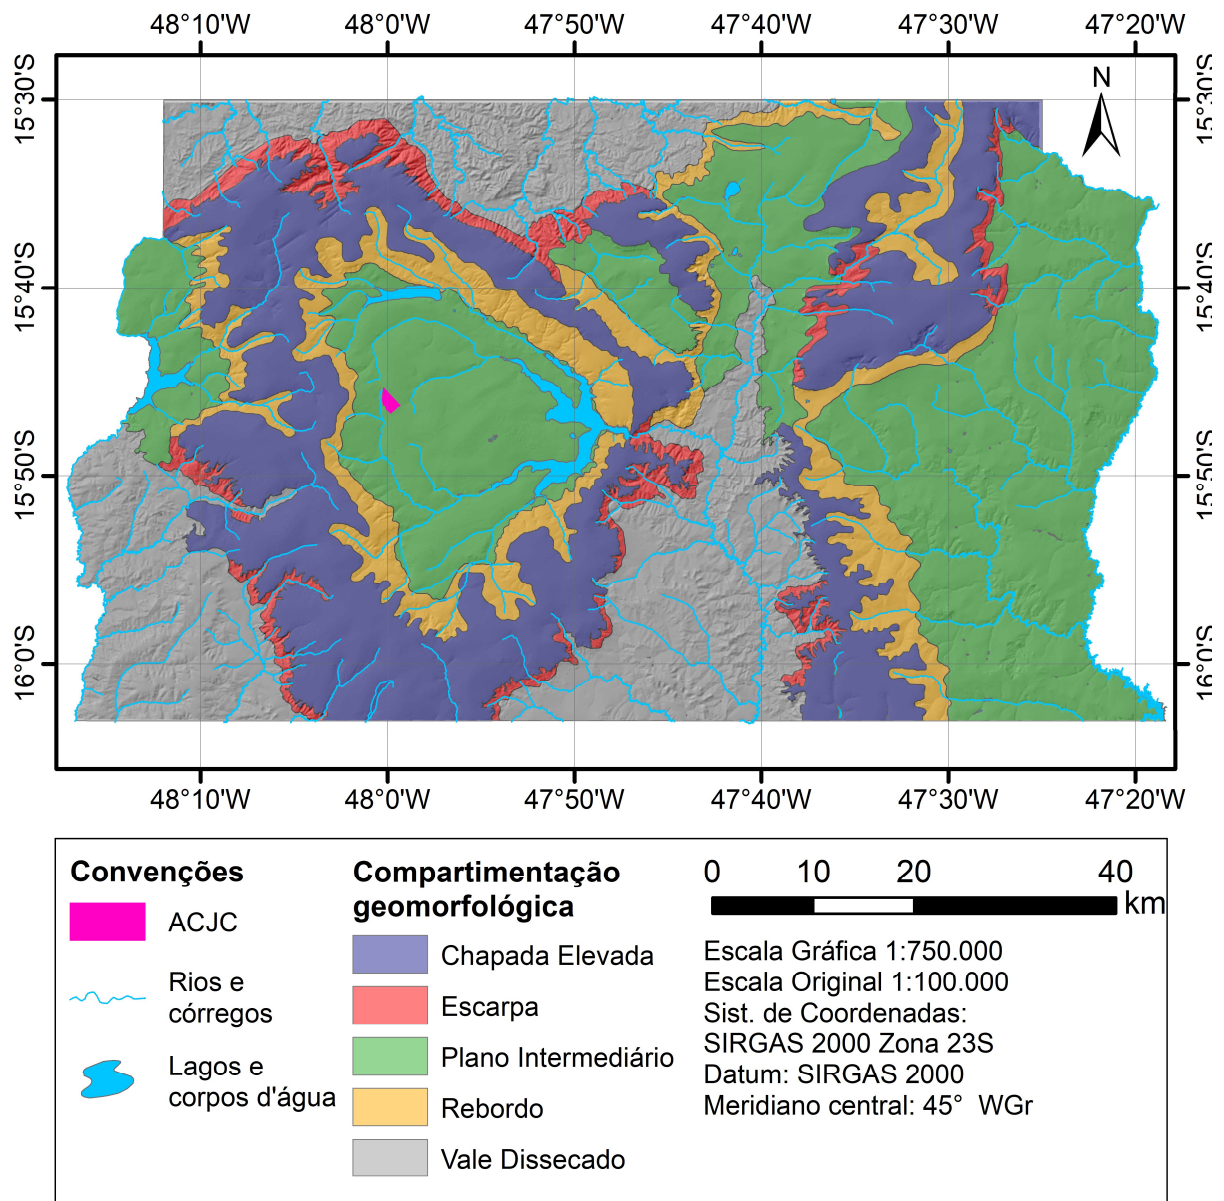 48°10'W 48°0'W 47°50'W 47°40'W 47°30'W 47°20'W
15°30'S
15°30'S
N
15°40'S
15°40'S
15°50'S
15°50'S
16°0'S
16°0'S
48°10'W 48°0'W 47°50'W 47°40'W 47°30'W 47°20'W
Convenções
ACJC
Rios e
córregos
Lagos e
corpos d'água
Compartimentação
geomorfológica
Chapada Elevada
Escarpa
Plano Intermediário
Rebordo
Vale Dissecado
0 10 20 40
km
Escala Gráfica 1:750.000
Escala Original 1:100.000
Sist. de Coordenadas:
SIRGAS 2000 Zona 23S
Datum: SIRGAS 2000
Meridiano central: 45° WGr